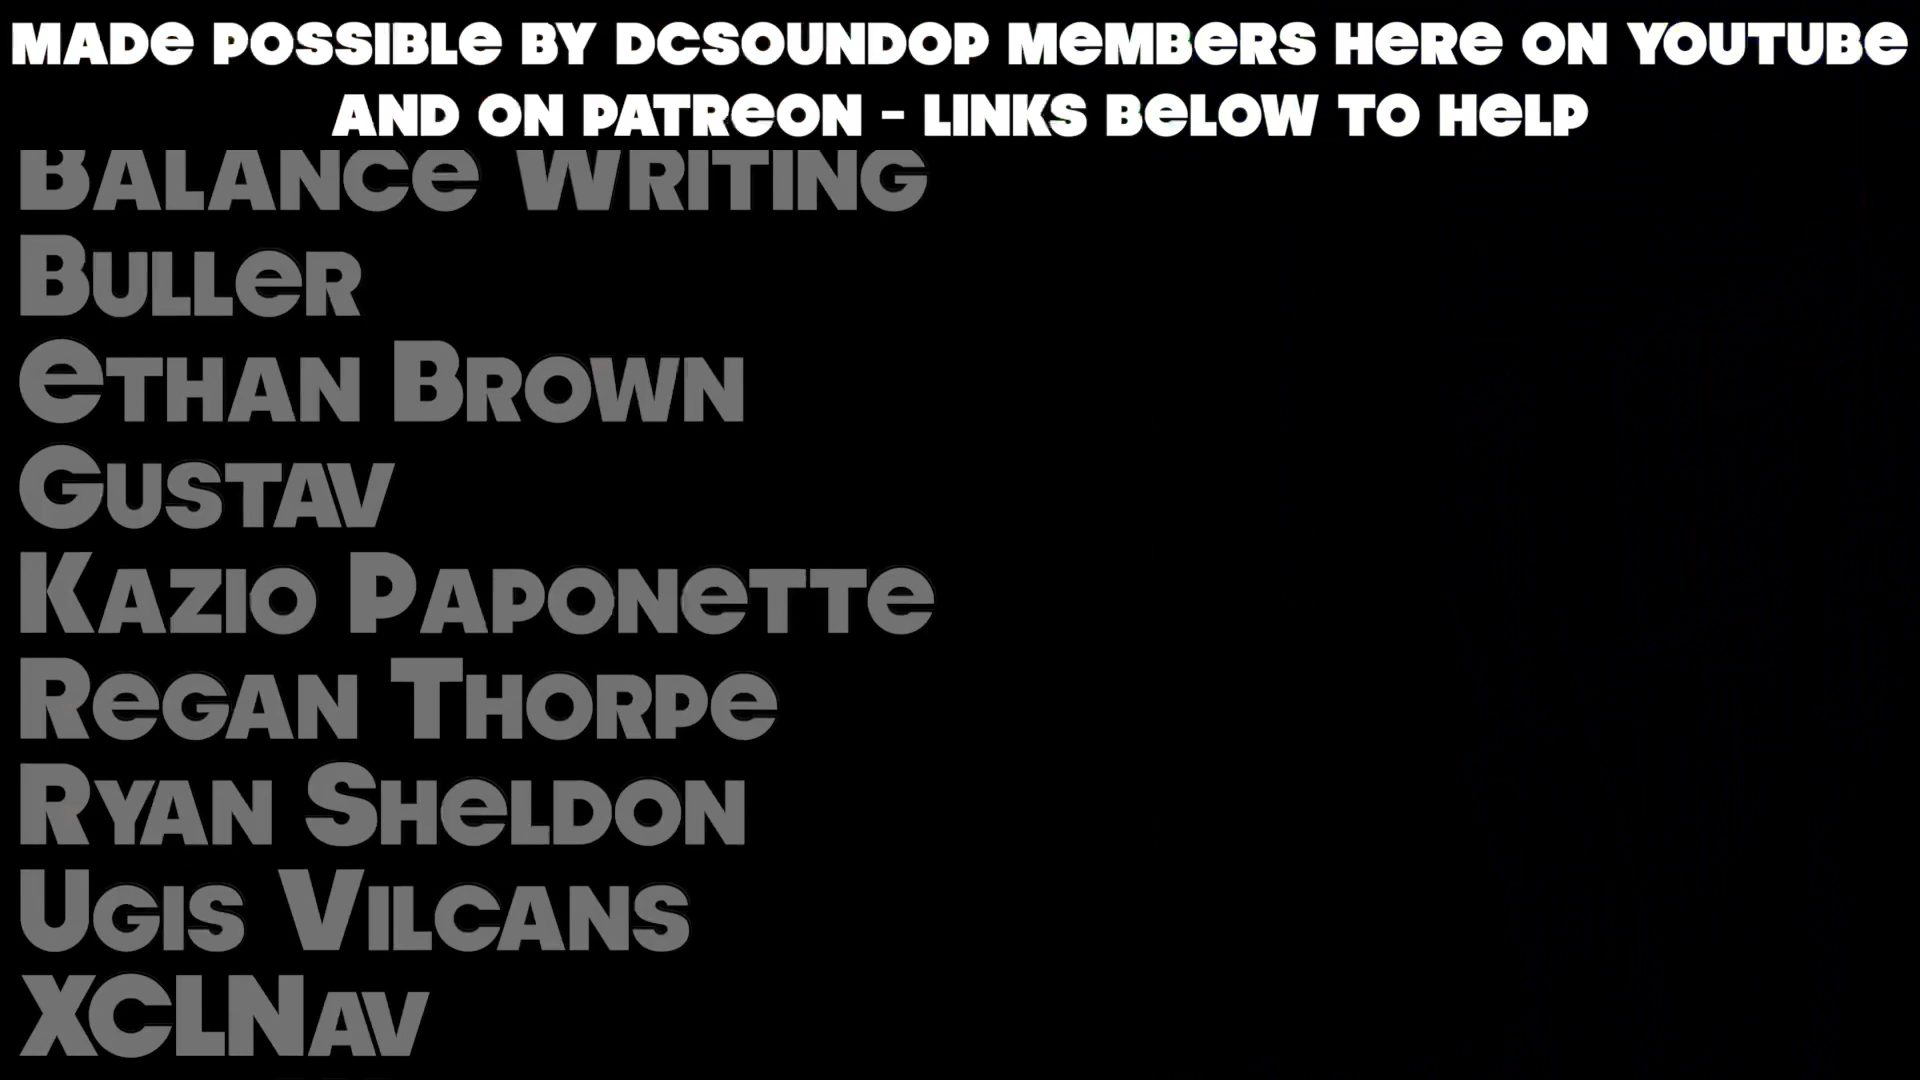 MADE POSSIBLE BY DCSOUNDOP MEMBERS HERE ON YOUTUBE
AND ON PATREON - LINKS BELOW TO HELP
BALANCE WRITING
BULLER
ETHAN BROWN
GUSTAV
KAZIO PAPONETTE
REGAN THORPE
RYAN SHELDON
UGIS VILCANS
XCLNAV